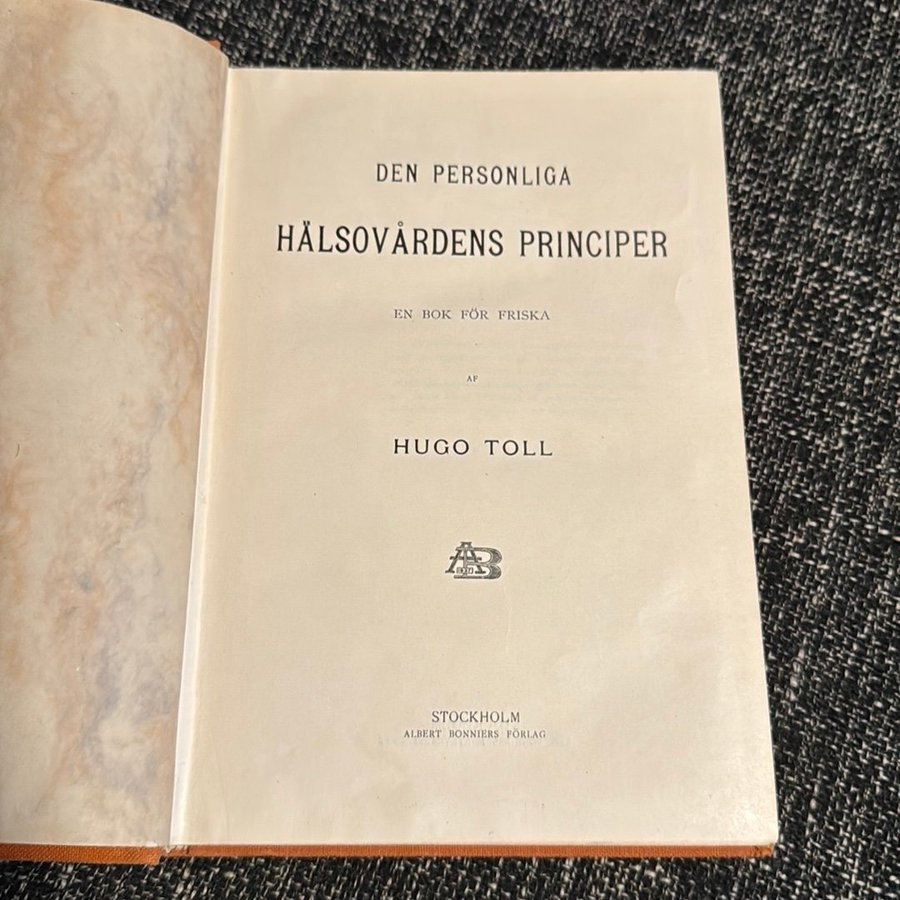 DEN PERSONLIGA
HÄLSOVÅRDENS PRINCIPER
EN BOK FÖR FRISKA
AF
HUGO TOLL
AB
STOCKHOLM
ALBERT BONNIERS FÖRLAG